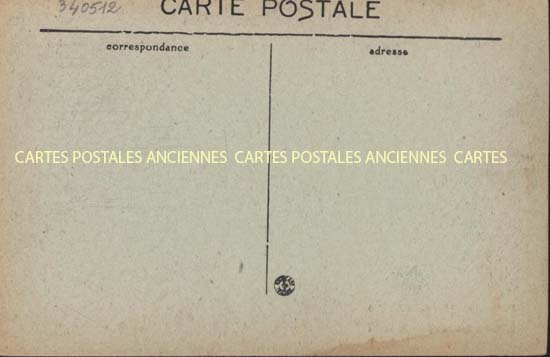 340512
CARTE POSTALE
correspondance
adresse
CARTES POSTALES ANCIENNES CARTES POSTALES ANCIENNES CARTES